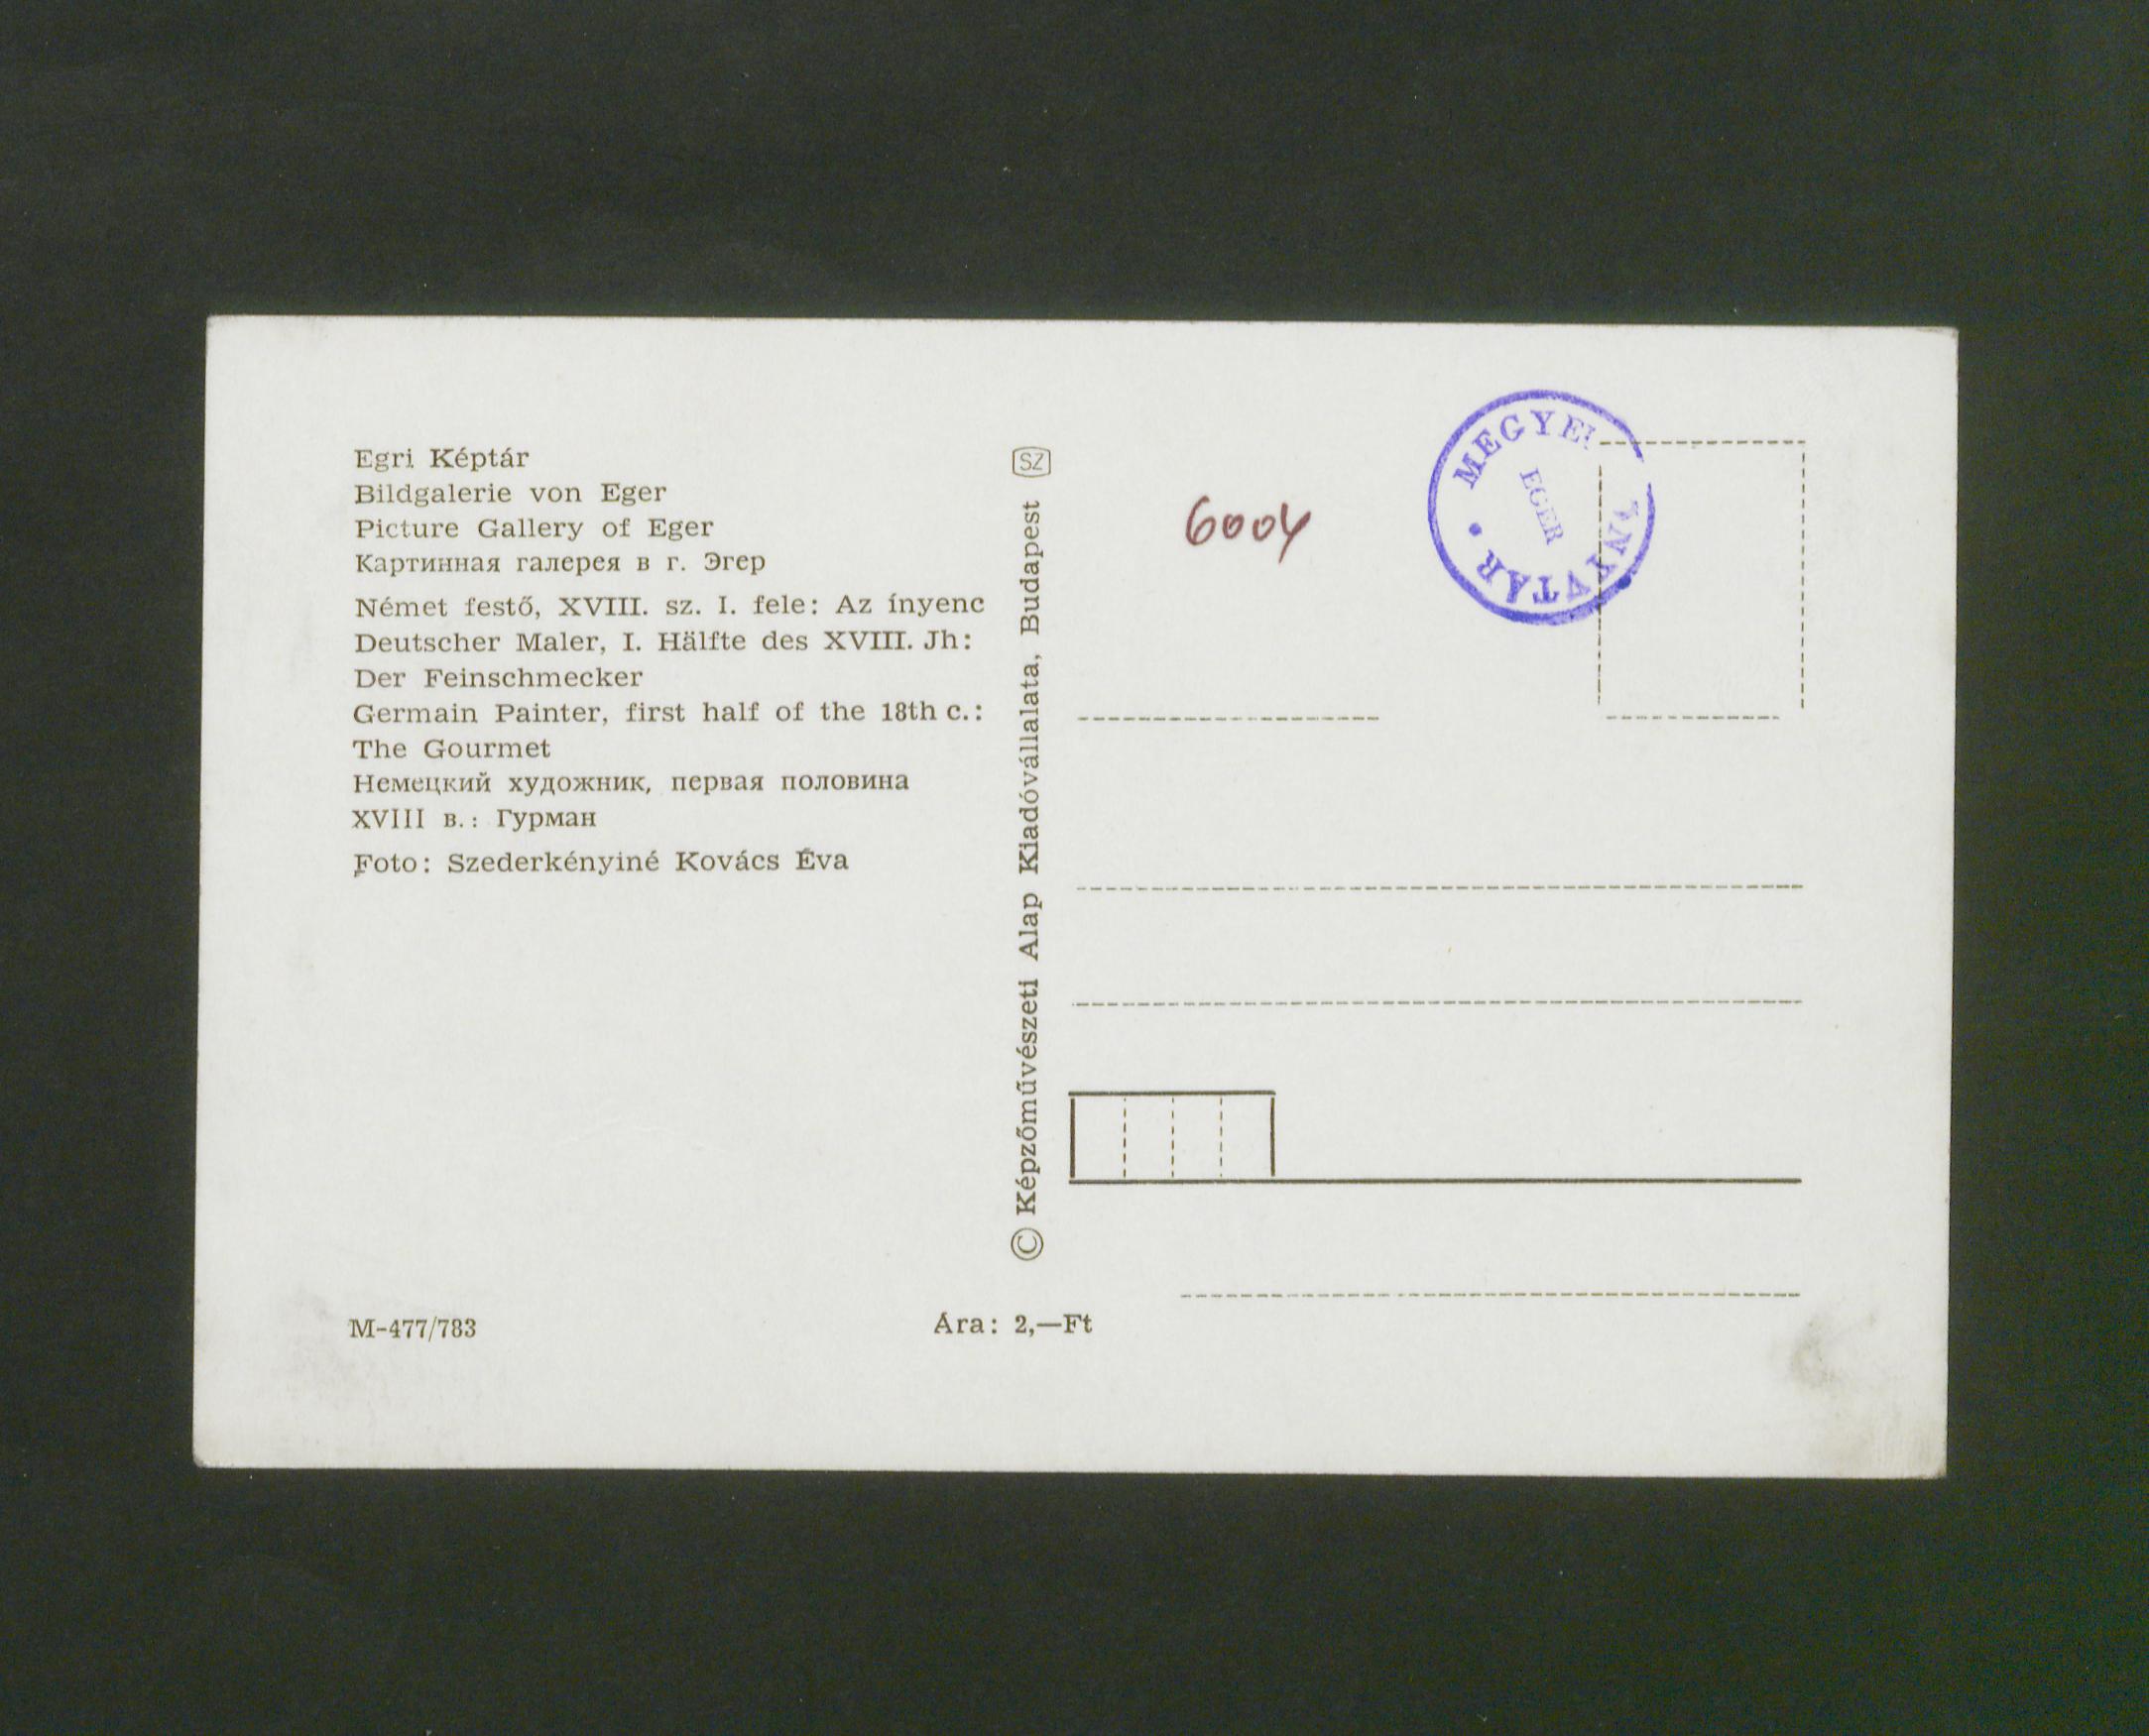 Egri Képtár
Bildgalerie von Eger
Picture Gallery of Eger
Картинная галерея в г. Эгер
Német festő, XVIII. sz. I. fele: Az ínyenc
Deutscher Maler, I. Hälfte des XVIII. Jh:
Der Feinschmecker
Germain Painter, first half of the 18th c.:
The Gourmet
Немецкий художник, первая половина
XVIII в.: Гурман
Foto: Szederkényiné Kovács Éva
M-477/783
Ára: 2,—Ft
© Képzőművészeti Alap Kiadóvállalata, Budapest SZ
6004
MEGYEI
EGER